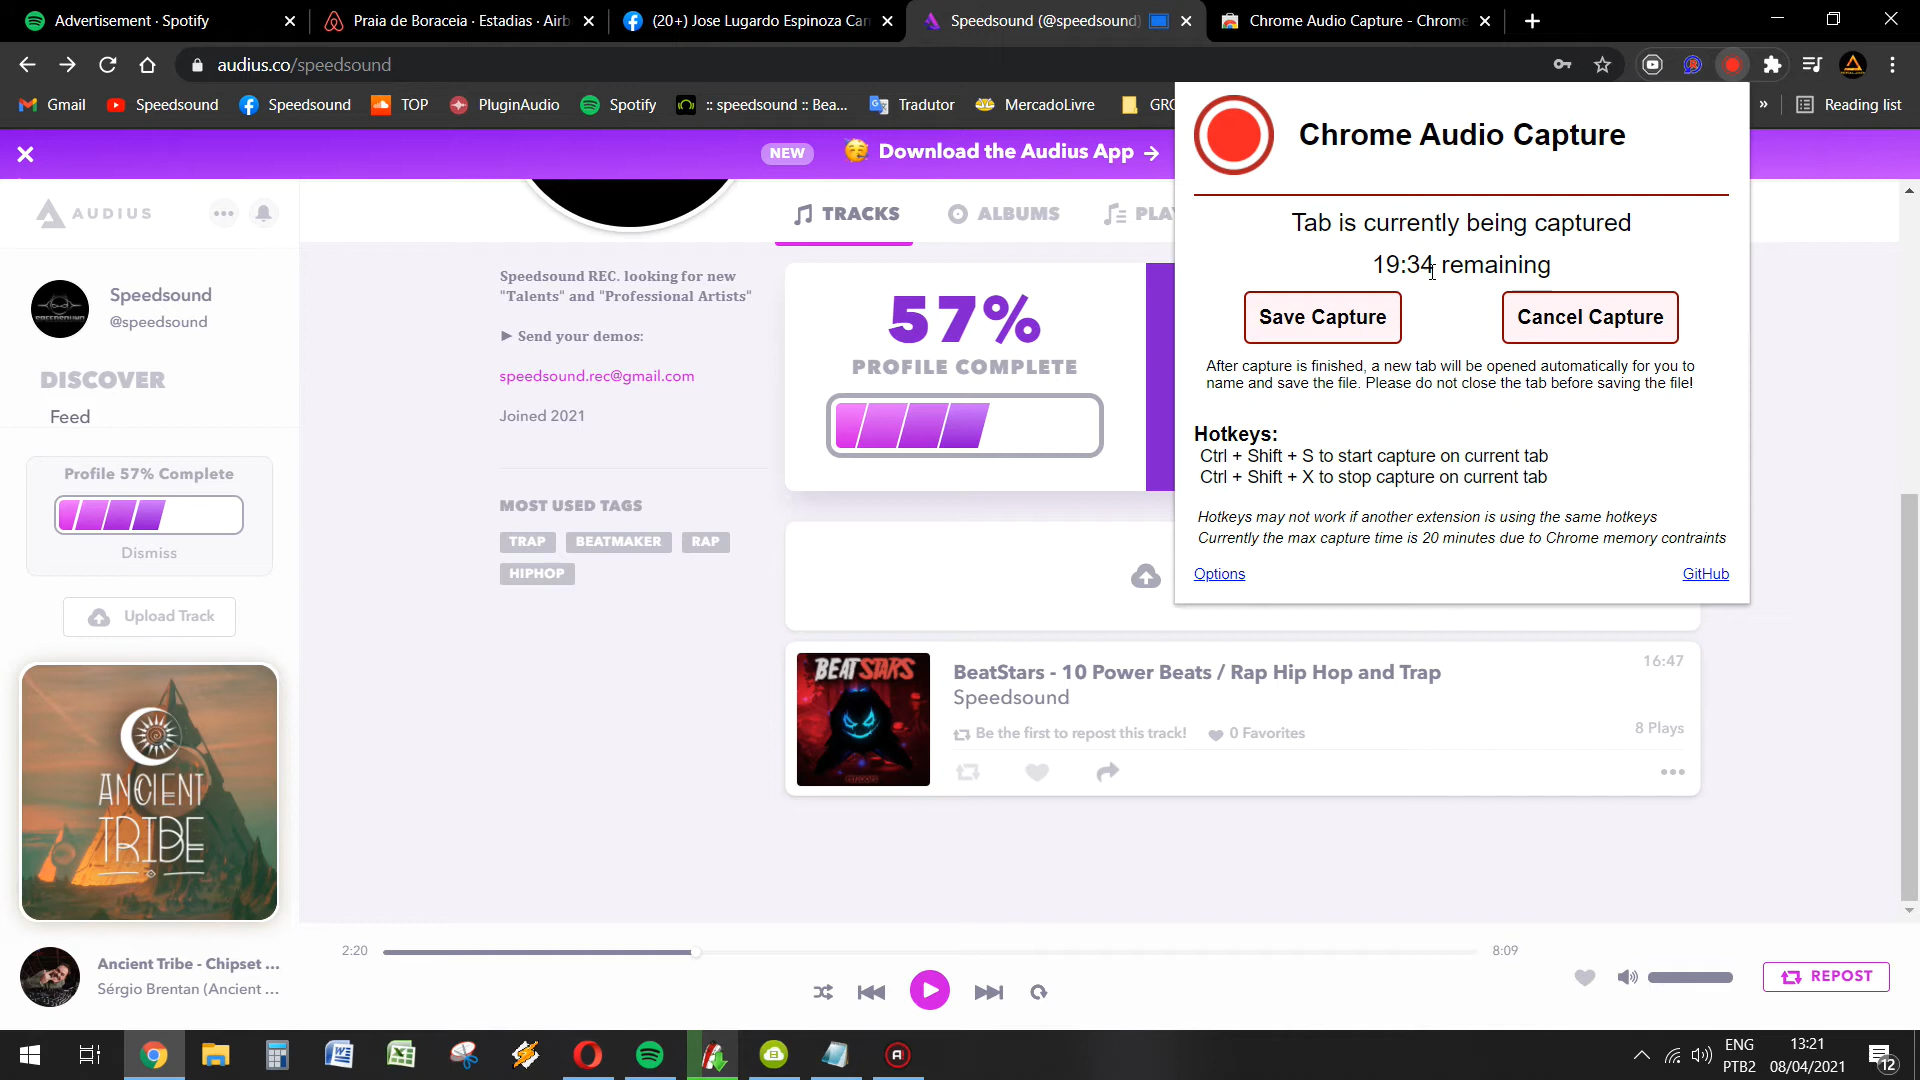 Advertisement · Spotify
Praia de Boraceia · Estadias · Airb
(20+) Jose Lugardo Espinoza Car
Speedsound (@speedsound)
Chrome Audio Capture - Chrome
audius.co/speedsound
Gmail
Speedsound
Speedsound
TOP
PluginAudio
Spotify
:: speedsound :: Bea...
Tradutor
MercadoLivre
GRC
»
Reading list
NEW
Download the Audius App
Chrome Audio Capture
Tab is currently being captured
19:34 remaining
Save Capture
Cancel Capture
After capture is finished, a new tab will be opened automatically for you to
name and save the file. Please do not close the tab before saving the file!
Hotkeys:
Ctrl + Shift + S to start capture on current tab
Ctrl + Shift + X to stop capture on current tab
Hotkeys may not work if another extension is using the same hotkeys
Currently the max capture time is 20 minutes due to Chrome memory contraints
Options
GitHub
AUDIUS
TRACKS
ALBUMS
PLAY
Speedsound
@speedsound
DISCOVER
Feed
Profile 57% Complete
Dismiss
Upload Track
ANCIENT
TRIBE
Speedsound REC. looking for new
"Talents" and "Professional Artists"
► Send your demos:
speedsound.rec@gmail.com
Joined 2021
MOST USED TAGS
TRAP
BEATMAKER
RAP
HIPHOP
57%
PROFILE COMPLETE
BEATSTARS
BeatStars - 10 Power Beats / Rap Hip Hop and Trap
16:47
Speedsound
Be the first to repost this track!
0 Favorites
8 Plays
2:20
8:09
Ancient Tribe - Chipset ...
Sérgio Brentan (Ancient ...
REPOST
ENG
PTB2
13:21
08/04/2021
12